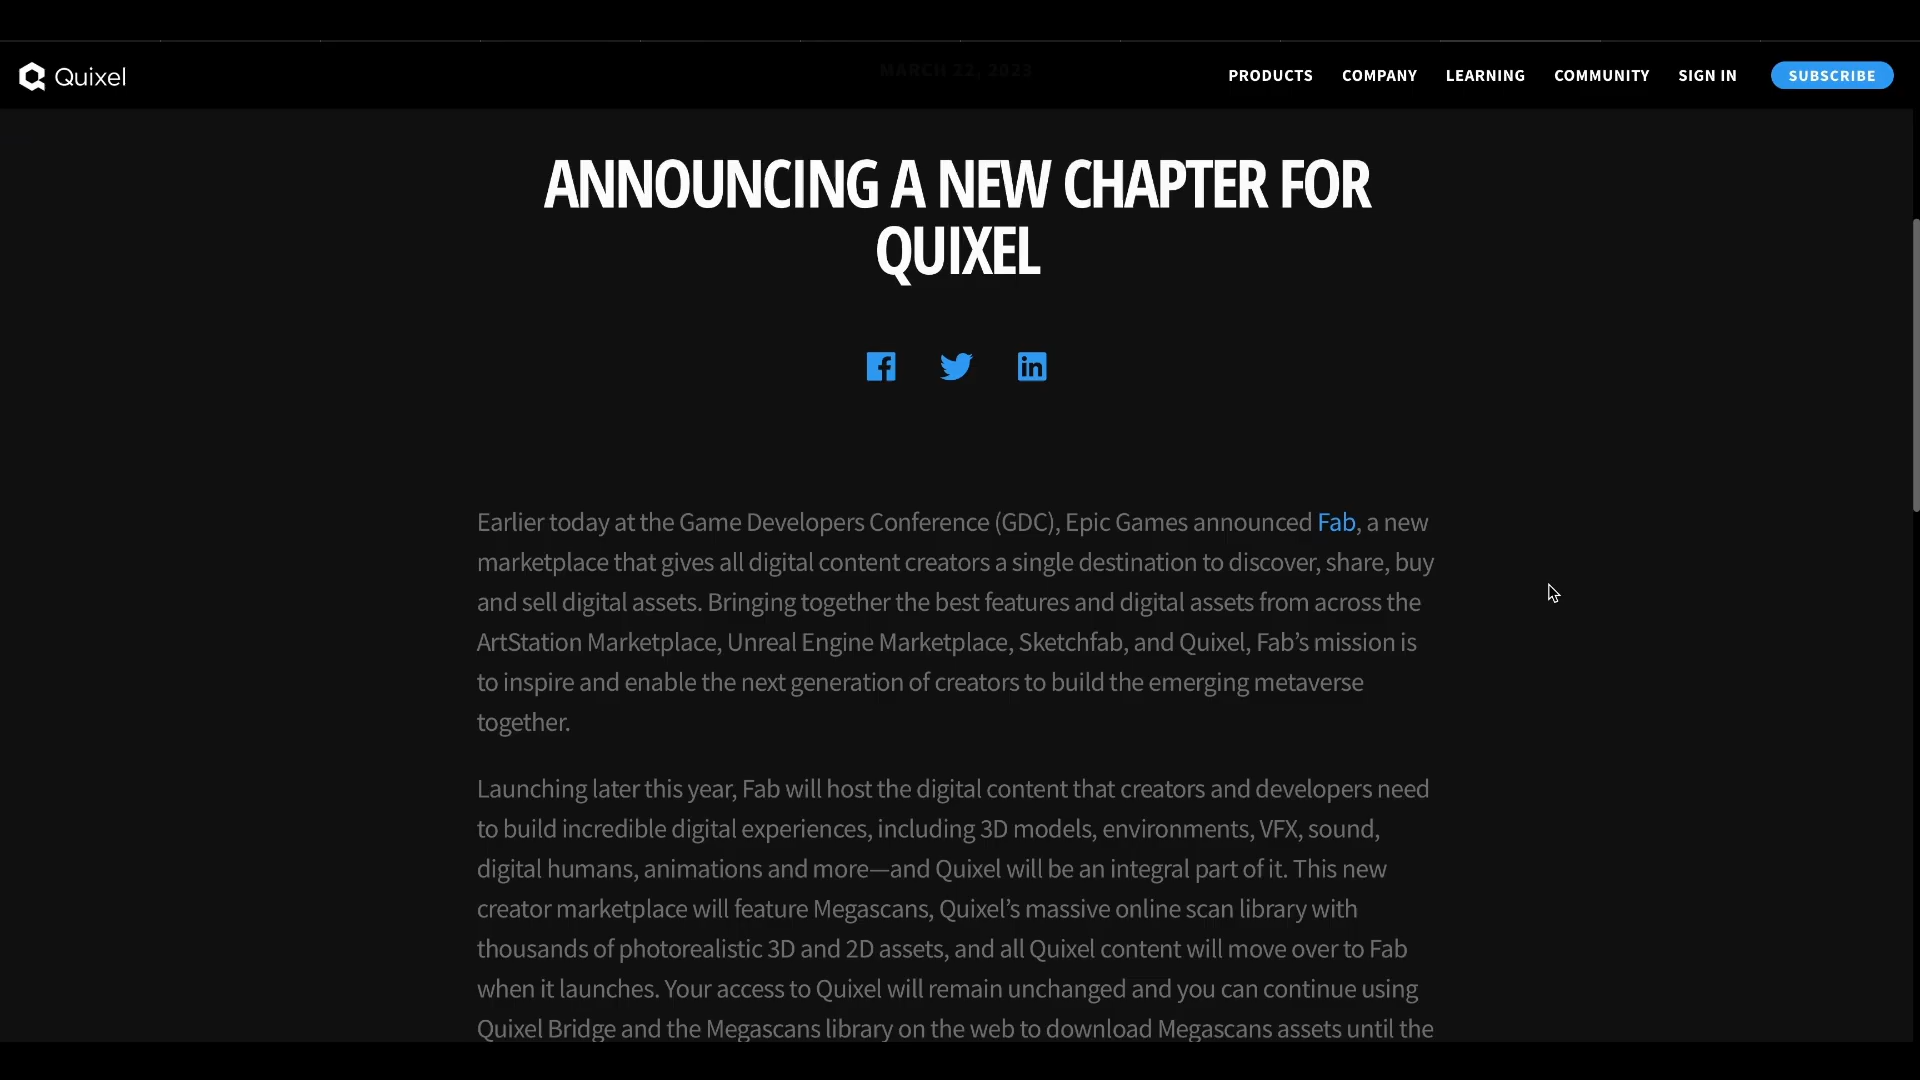 Quixel
MARCH 22, 2023
PRODUCTS COMPANY LEARNING COMMUNITY SIGN IN SUBSCRIBE
ANNOUNCING A NEW CHAPTER FOR
QUIXEL
Earlier today at the Game Developers Conference (GDC), Epic Games announced Fab, a new
marketplace that gives all digital content creators a single destination to discover, share, buy
and sell digital assets. Bringing together the best features and digital assets from across the
ArtStation Marketplace, Unreal Engine Marketplace, Sketchfab, and Quixel, Fab’s mission is
to inspire and enable the next generation of creators to build the emerging metaverse
together.
Launching later this year, Fab will host the digital content that creators and developers need
to build incredible digital experiences, including 3D models, environments, VFX, sound,
digital humans, animations and more—and Quixel will be an integral part of it. This new
creator marketplace will feature Megascans, Quixel’s massive online scan library with
thousands of photorealistic 3D and 2D assets, and all Quixel content will move over to Fab
when it launches. Your access to Quixel will remain unchanged and you can continue using
Quixel Bridge and the Megascans library on the web to download Megascans assets until the